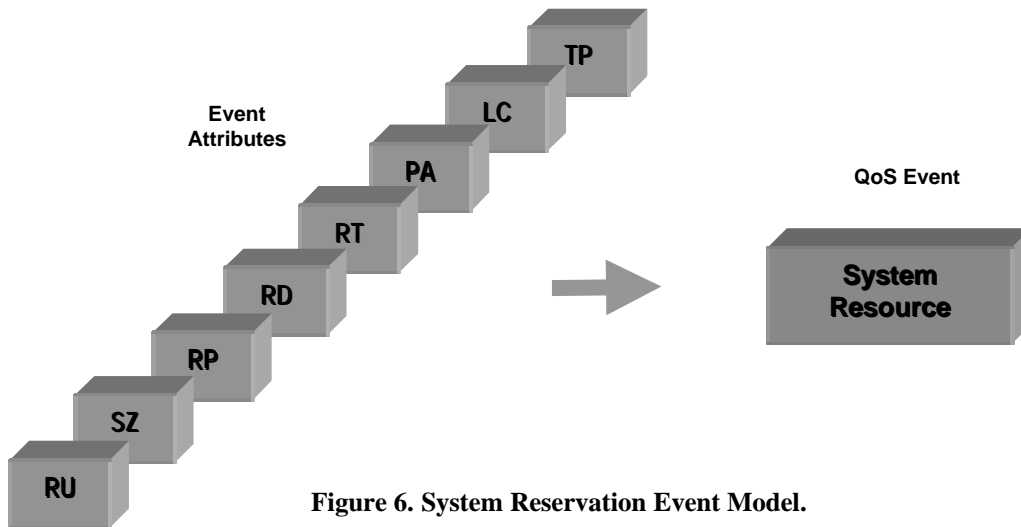 TP
LC
Event
Attributes
PA
QoS Event
RT
System
Resource
RD
RP
SZ
RU
Figure 6. System Reservation Event Model.